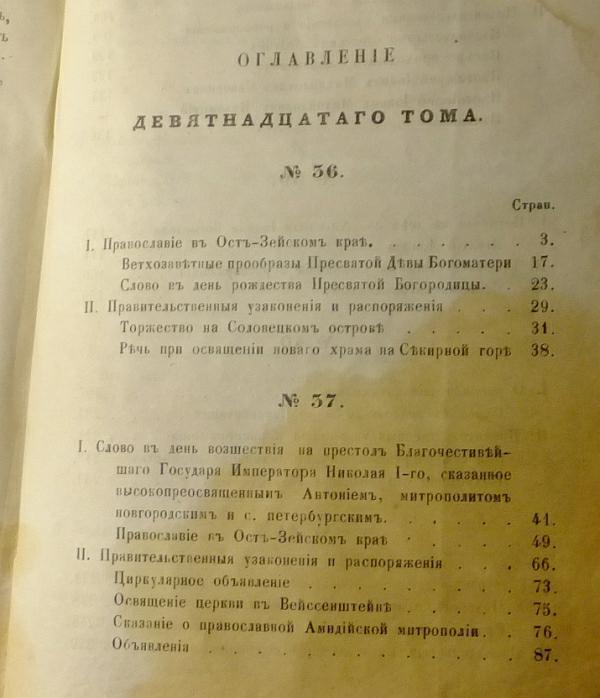 ОГЛАВЛЕНІЕ
ДЕВЯТНАДЦАТАГО ТОМА.
№ 36.
Стран.
I. Православіе въ Остъ-Зейскомъ краѣ. . . . . . . 3.
Ветхозавѣтные прообразы Пресвятой Дѣвы Богоматери 17.
Слово въ день рождества Пресвятой Богородицы. . 23.
II. Правительственныя узаконенія и распоряженія . . . 29.
Торжество на Соловецкомъ островѣ . . . . . 31.
Рѣчь при освященіи новаго храма на Сѣкирной горѣ 38.
№ 37.
I. Слово въ день возшествія на престолъ Благочестивѣй-
шаго Государя Императора Николая I-го, сказанное
высокопреосвященнымъ Антоніемъ, митрополитомъ
новгородскимъ и с. петербургскимъ. . . . . . 41.
Православіе въ Остъ-Зейскомъ краѣ . . . . . 49.
II. Правительственныя узаконенія и распоряженія . . . 66.
Циркулярное объявленіе . . . . . . . . 73.
Освященіе церкви въ Вейссенштейнѣ . . . . . 75.
Сказаніе о православной Амидійской митрополіи. . . 76.
Объявленія . . . . . . . . . . . 87.